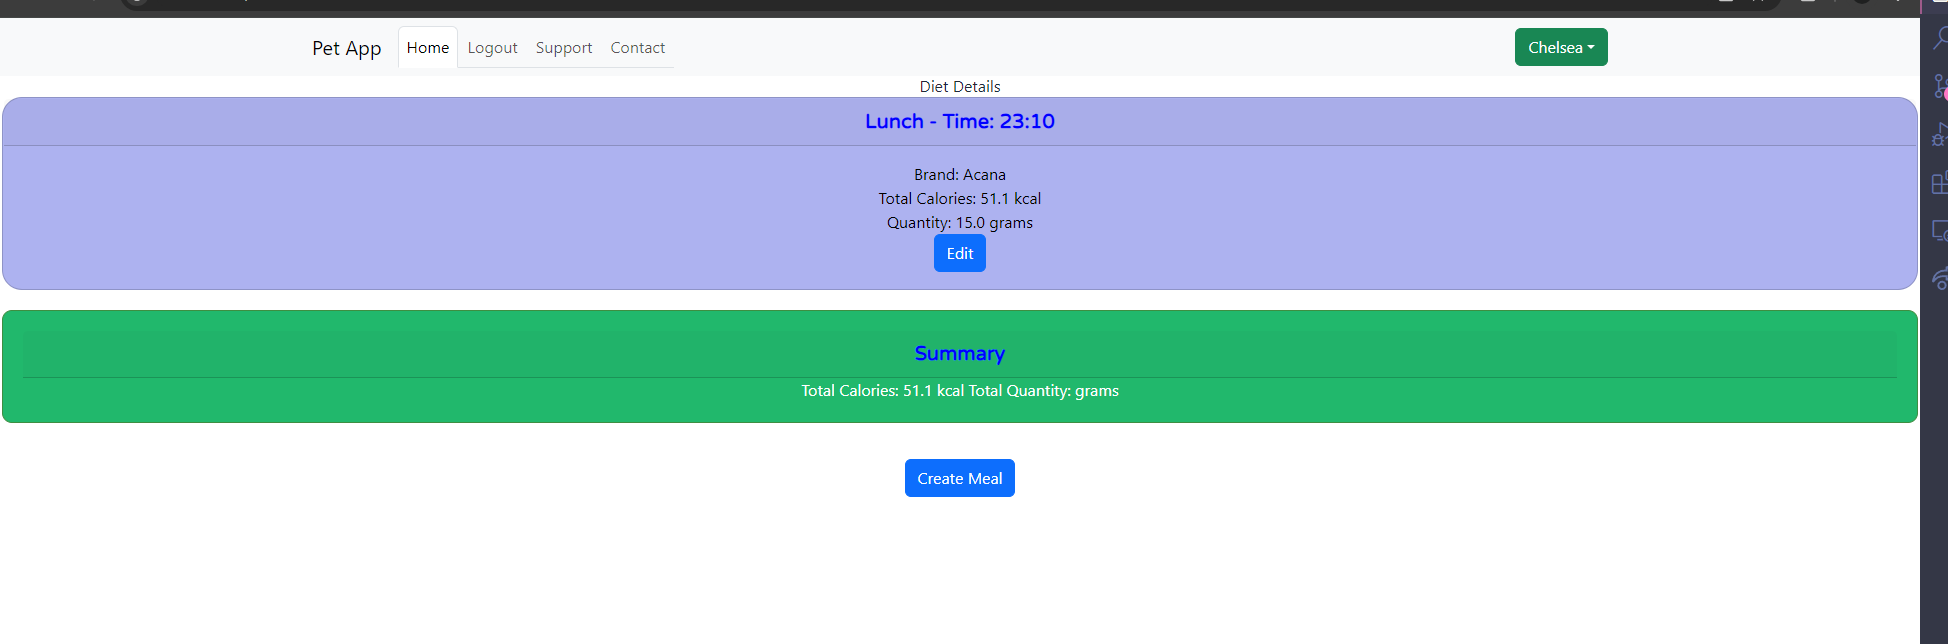 Pet App Home Logout Support Contact Chelsea
Diet Details
Lunch - Time: 23:10
Brand: Acana
Total Calories: 51.1 kcal
Quantity: 15.0 grams
Edit
Summary
Total Calories: 51.1 kcal Total Quantity: grams
Create Meal